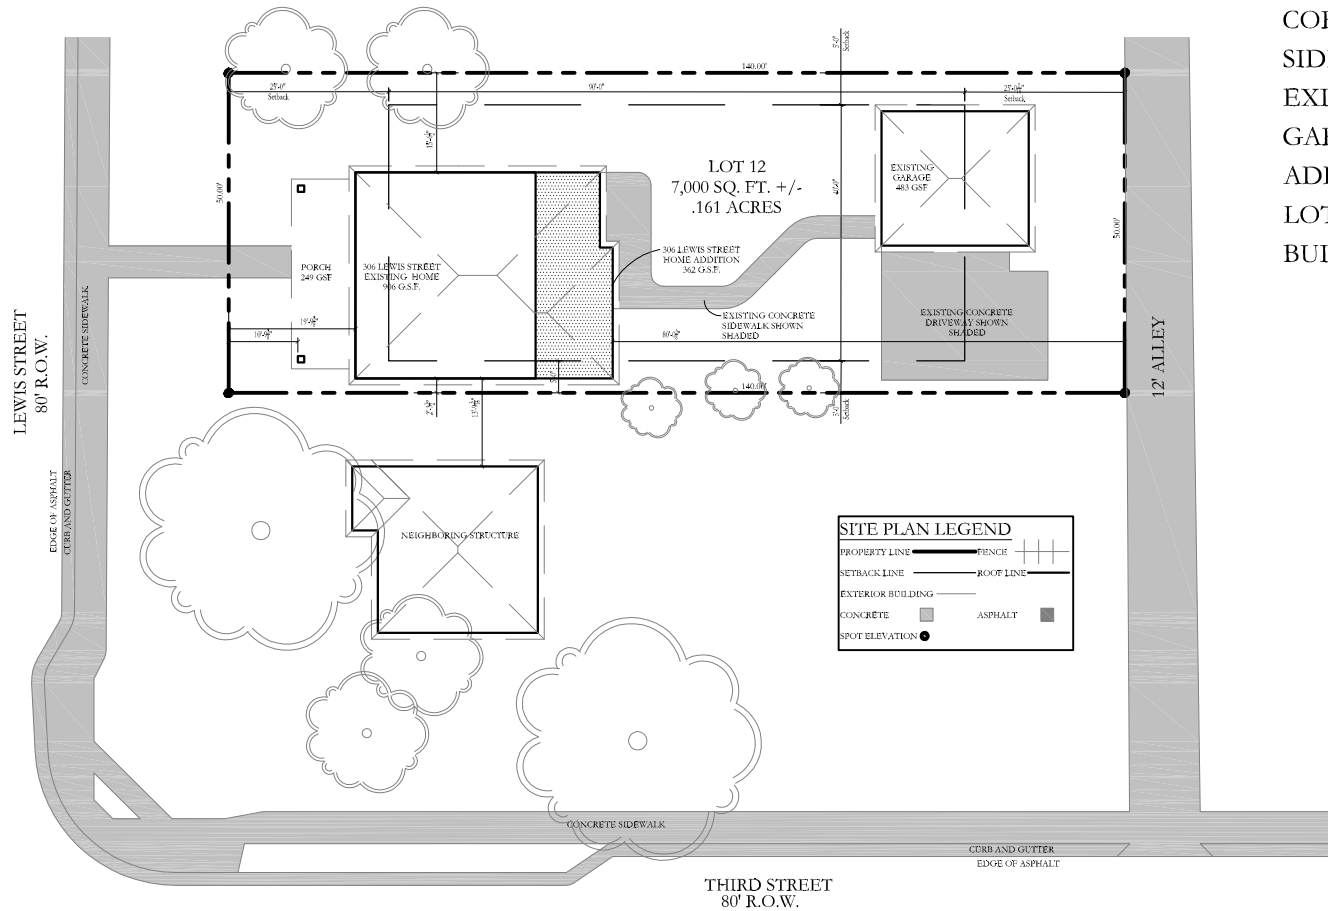 COR
SID
EXI
GAR
ADI
LOT
BUI
5'-0"
Setback
140.00'
25'-0"
Setback
90'-0"
Setback
50.00'
LOT 12
7,000 SQ. FT. +/-
.161 ACRES
40'-0"
EXISTING
GARAGE
483 GSF
50.00'
306 LEWIS STREET
HOME ADDITION
362 G.S.F.
PORCH
249 GSF
306 LEWIS STREET
EXISTING HOME
906 G.S.F.
EXISTING CONCRETE
SIDEWALK SHOWN
SHADED
EXISTING CONCRETE
DRIVEWAY SHOWN
SHADED
LEWIS STREET
80' R.O.W.
CONCRETE SIDEWALK
12' ALLEY
140.00'
5'-0"
5'-0"
Setback
EDGE OF ASPHALT
CURB AND GUTTER
NEIGHBORING STRUCTURE
SITE PLAN LEGEND
PROPERTY LINE FENCE
SETBACK LINE ROOF LINE
EXTERIOR BUILDING
CONCRETE ASPHALT
SPOT ELEVATION
CONCRETE SIDEWALK
CURB AND GUTTER
EDGE OF ASPHALT
THIRD STREET
80' R.O.W.